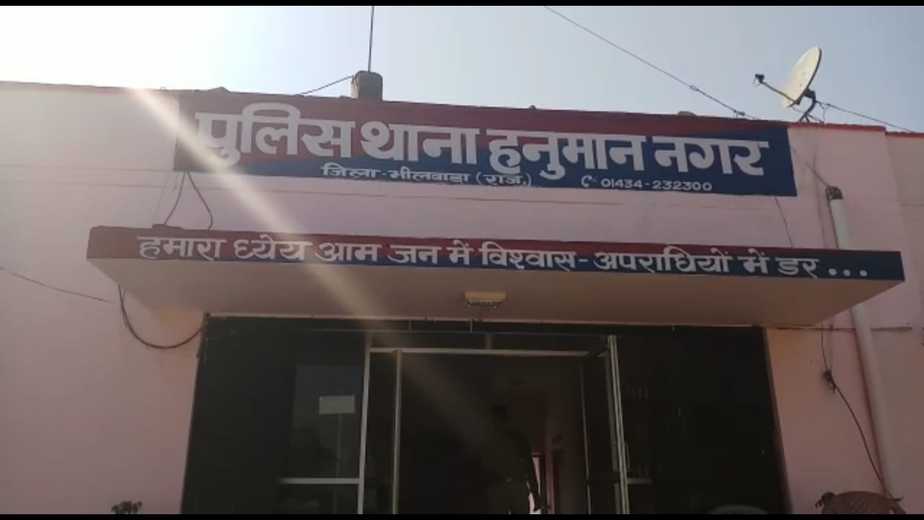 पुलिस थाना हनुमान नगर
जिला-भीलवाडा (राज.) 01434-232300
हमारा ध्येय आम जन में विश्वास - अपराधियों में डर...